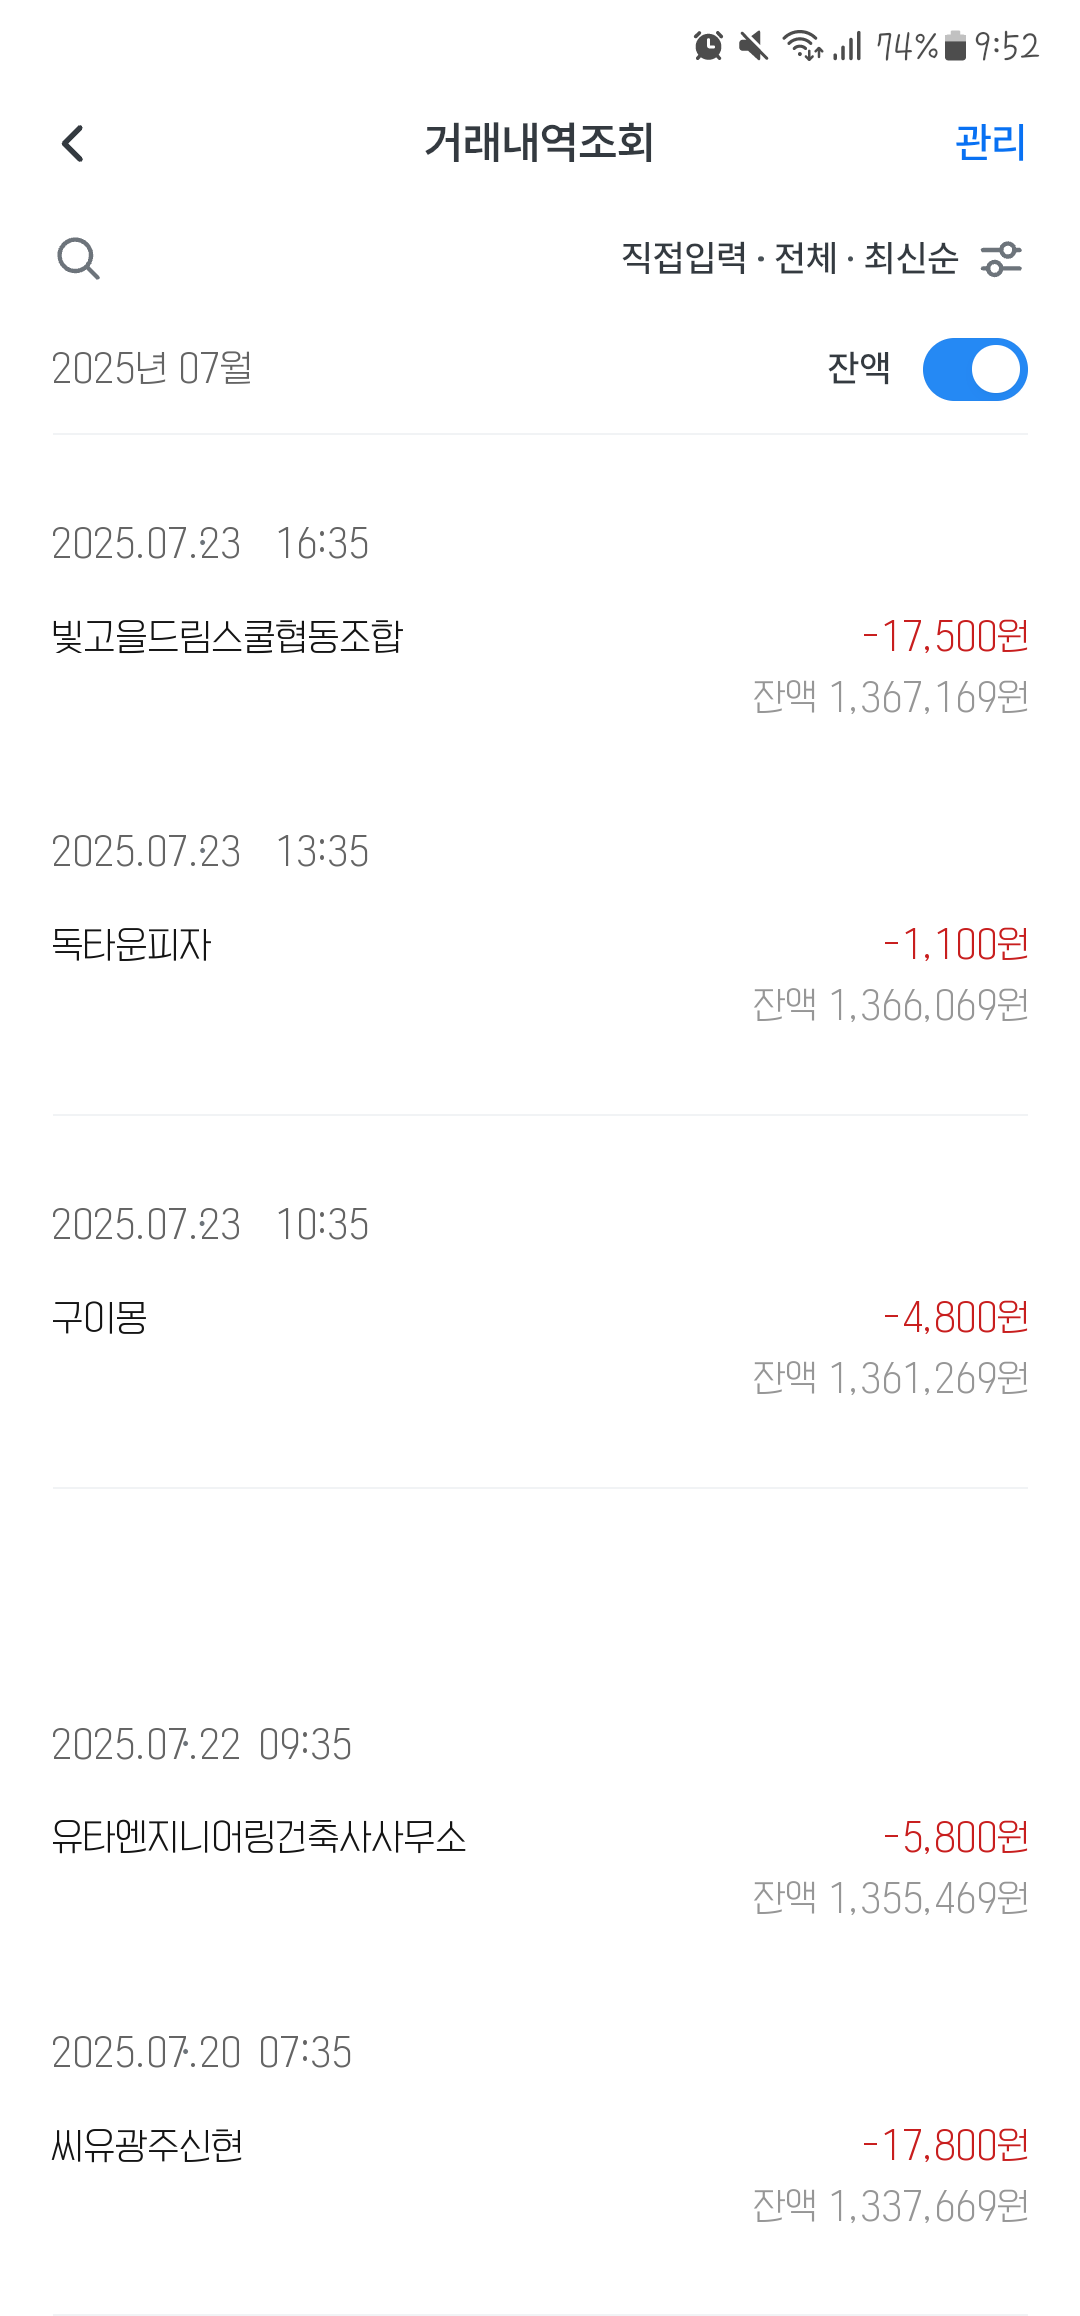 74% 9:52
거래내역조회 관리
직접입력 · 전체 · 최신순
2025년 07월 잔액
2025.07.23 16:35
빛고을드림스쿨협동조합 -17,500원
잔액 1,367,169원
2025.07.23 13:35
독타운피자 -1,100원
잔액 1,366,069원
2025.07.23 10:35
구이몽 -4,800원
잔액 1,361,269원
2025.07.22 09:35
유타엔지니어링건축사사무소 -5,800원
잔액 1,355,469원
2025.07.20 07:35
씨유광주신현 -17,800원
잔액 1,337,669원